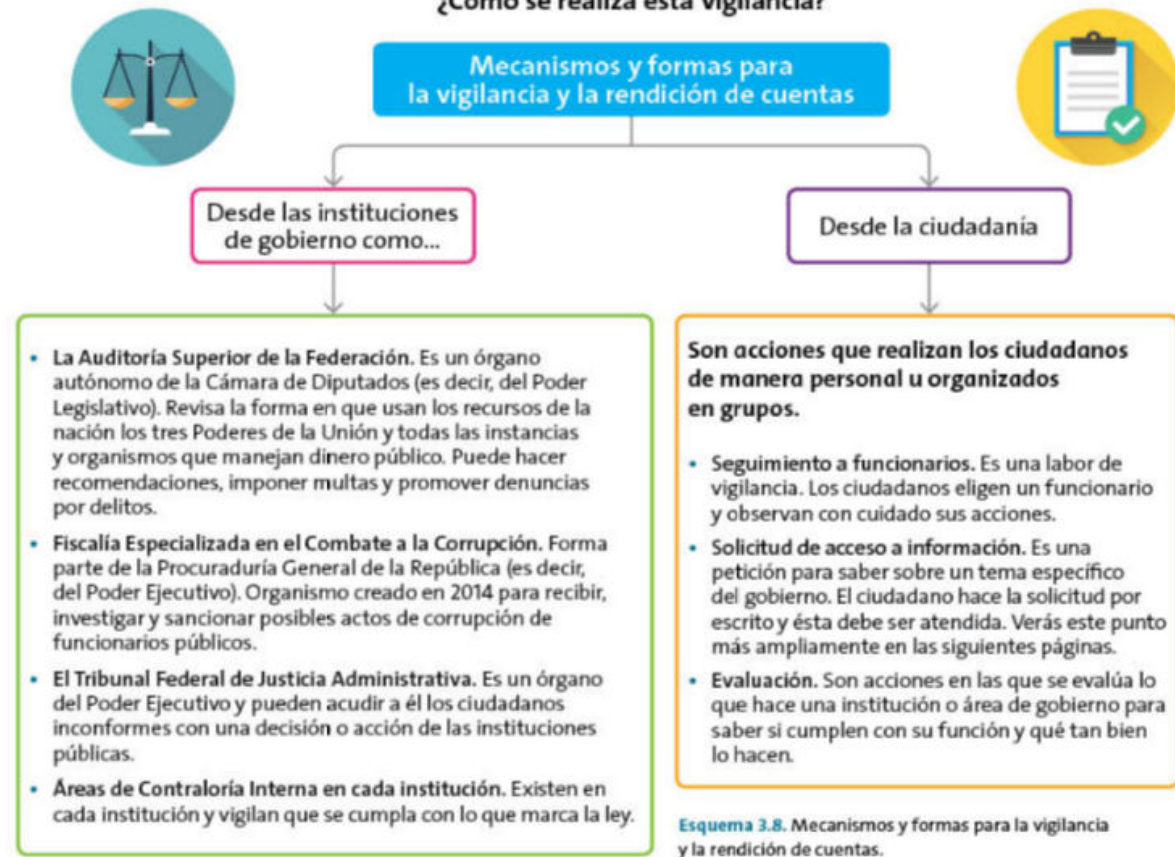 ¿Cómo se realiza esta vigilancia?
Mecanismos y formas para
la vigilancia y la rendición de cuentas
Desde las instituciones
de gobierno como...
Desde la ciudadanía
• La Auditoría Superior de la Federación. Es un órgano
autónomo de la Cámara de Diputados (es decir, del Poder
Legislativo). Revisa la forma en que usan los recursos de la
nación los tres Poderes de la Unión y todas las instancias
y organismos que manejan dinero público. Puede hacer
recomendaciones, imponer multas y promover denuncias
por delitos.
• Fiscalía Especializada en el Combate a la Corrupción. Forma
parte de la Procuraduría General de la República (es decir,
del Poder Ejecutivo). Organismo creado en 2014 para recibir,
investigar y sancionar posibles actos de corrupción de
funcionarios públicos.
• El Tribunal Federal de Justicia Administrativa. Es un órgano
del Poder Ejecutivo y pueden acudir a él los ciudadanos
inconformes con una decisión o acción de las instituciones
públicas.
• Áreas de Contraloría Interna en cada institución. Existen en
cada institución y vigilan que se cumpla con lo que marca la ley.
Son acciones que realizan los ciudadanos
de manera personal u organizados
en grupos.
• Seguimiento a funcionarios. Es una labor de
vigilancia. Los ciudadanos eligen un funcionario
y observan con cuidado sus acciones.
• Solicitud de acceso a información. Es una
petición para saber sobre un tema específico
del gobierno. El ciudadano hace la solicitud por
escrito y ésta debe ser atendida. Verás este punto
más ampliamente en las siguientes páginas.
• Evaluación. Son acciones en las que se evalúa lo
que hace una institución o área de gobierno para
saber si cumplen con su función y qué tan bien
lo hacen.
Esquema 3.8. Mecanismos y formas para la vigilancia
y la rendición de cuentas.